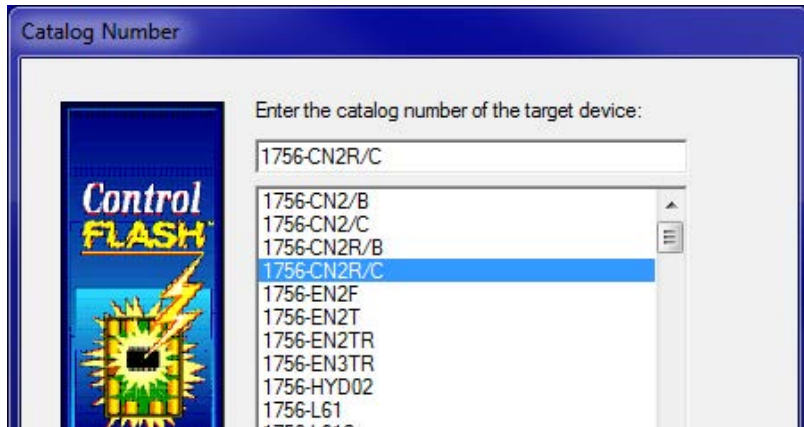 Catalog Number
Enter the catalog number of the target device:
1756-CN2R/C
Control
FLASH
1756-CN2/B
1756-CN2/C
1756-CN2R/B
1756-CN2R/C
1756-EN2F
1756-EN2T
1756-EN2TR
1756-EN3TR
1756-HYD02
1756-L61